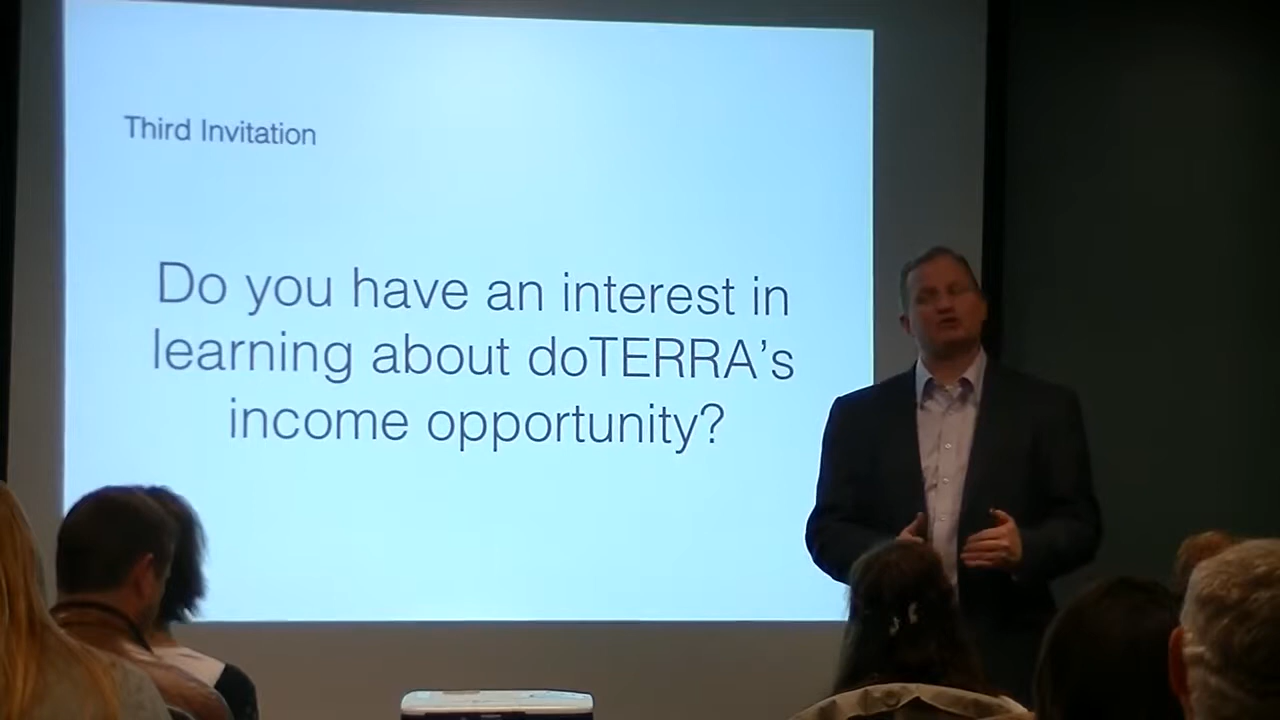 Third Invitation
Do you have an interest in
learning about doTERRA’s
income opportunity?